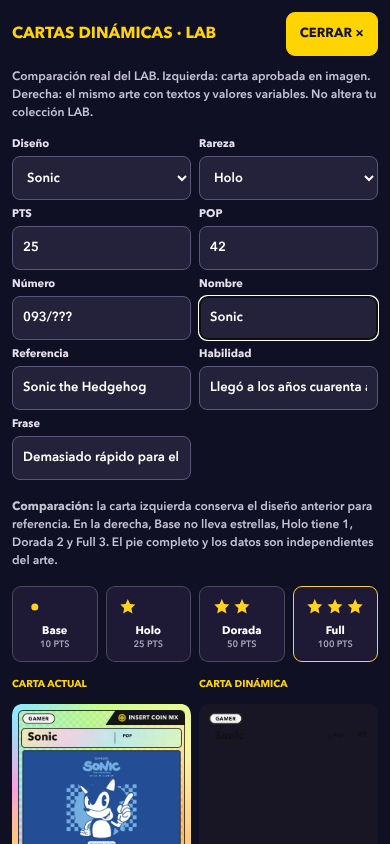 CARTAS DINÁMICAS · LAB
CERRAR ×
Comparación real del LAB. Izquierda: carta aprobada en imagen.
Derecha: el mismo arte con textos y valores variables. No altera tu
colección LAB.
Diseño
Rareza
Sonic
Holo
PTS
POP
25
42
Número
Nombre
093/???
Sonic
Referencia
Habilidad
Sonic the Hedgehog
Llegó a los años cuarenta
Frase
Demasiado rápido para el
Comparación: la carta izquierda conserva el diseño anterior para
referencia. En la derecha, Base no lleva estrellas, Holo tiene 1,
Dorada 2 y Full 3. El pie completo y los datos son independientes
del arte.
Base
Holo
Dorada
Full
10 PTS
25 PTS
50 PTS
100 PTS
CARTA ACTUAL
CARTA DINÁMICA
GAMER
INSERT COIN MX
GAMER
Sonic
POP
Sonic
SONIC